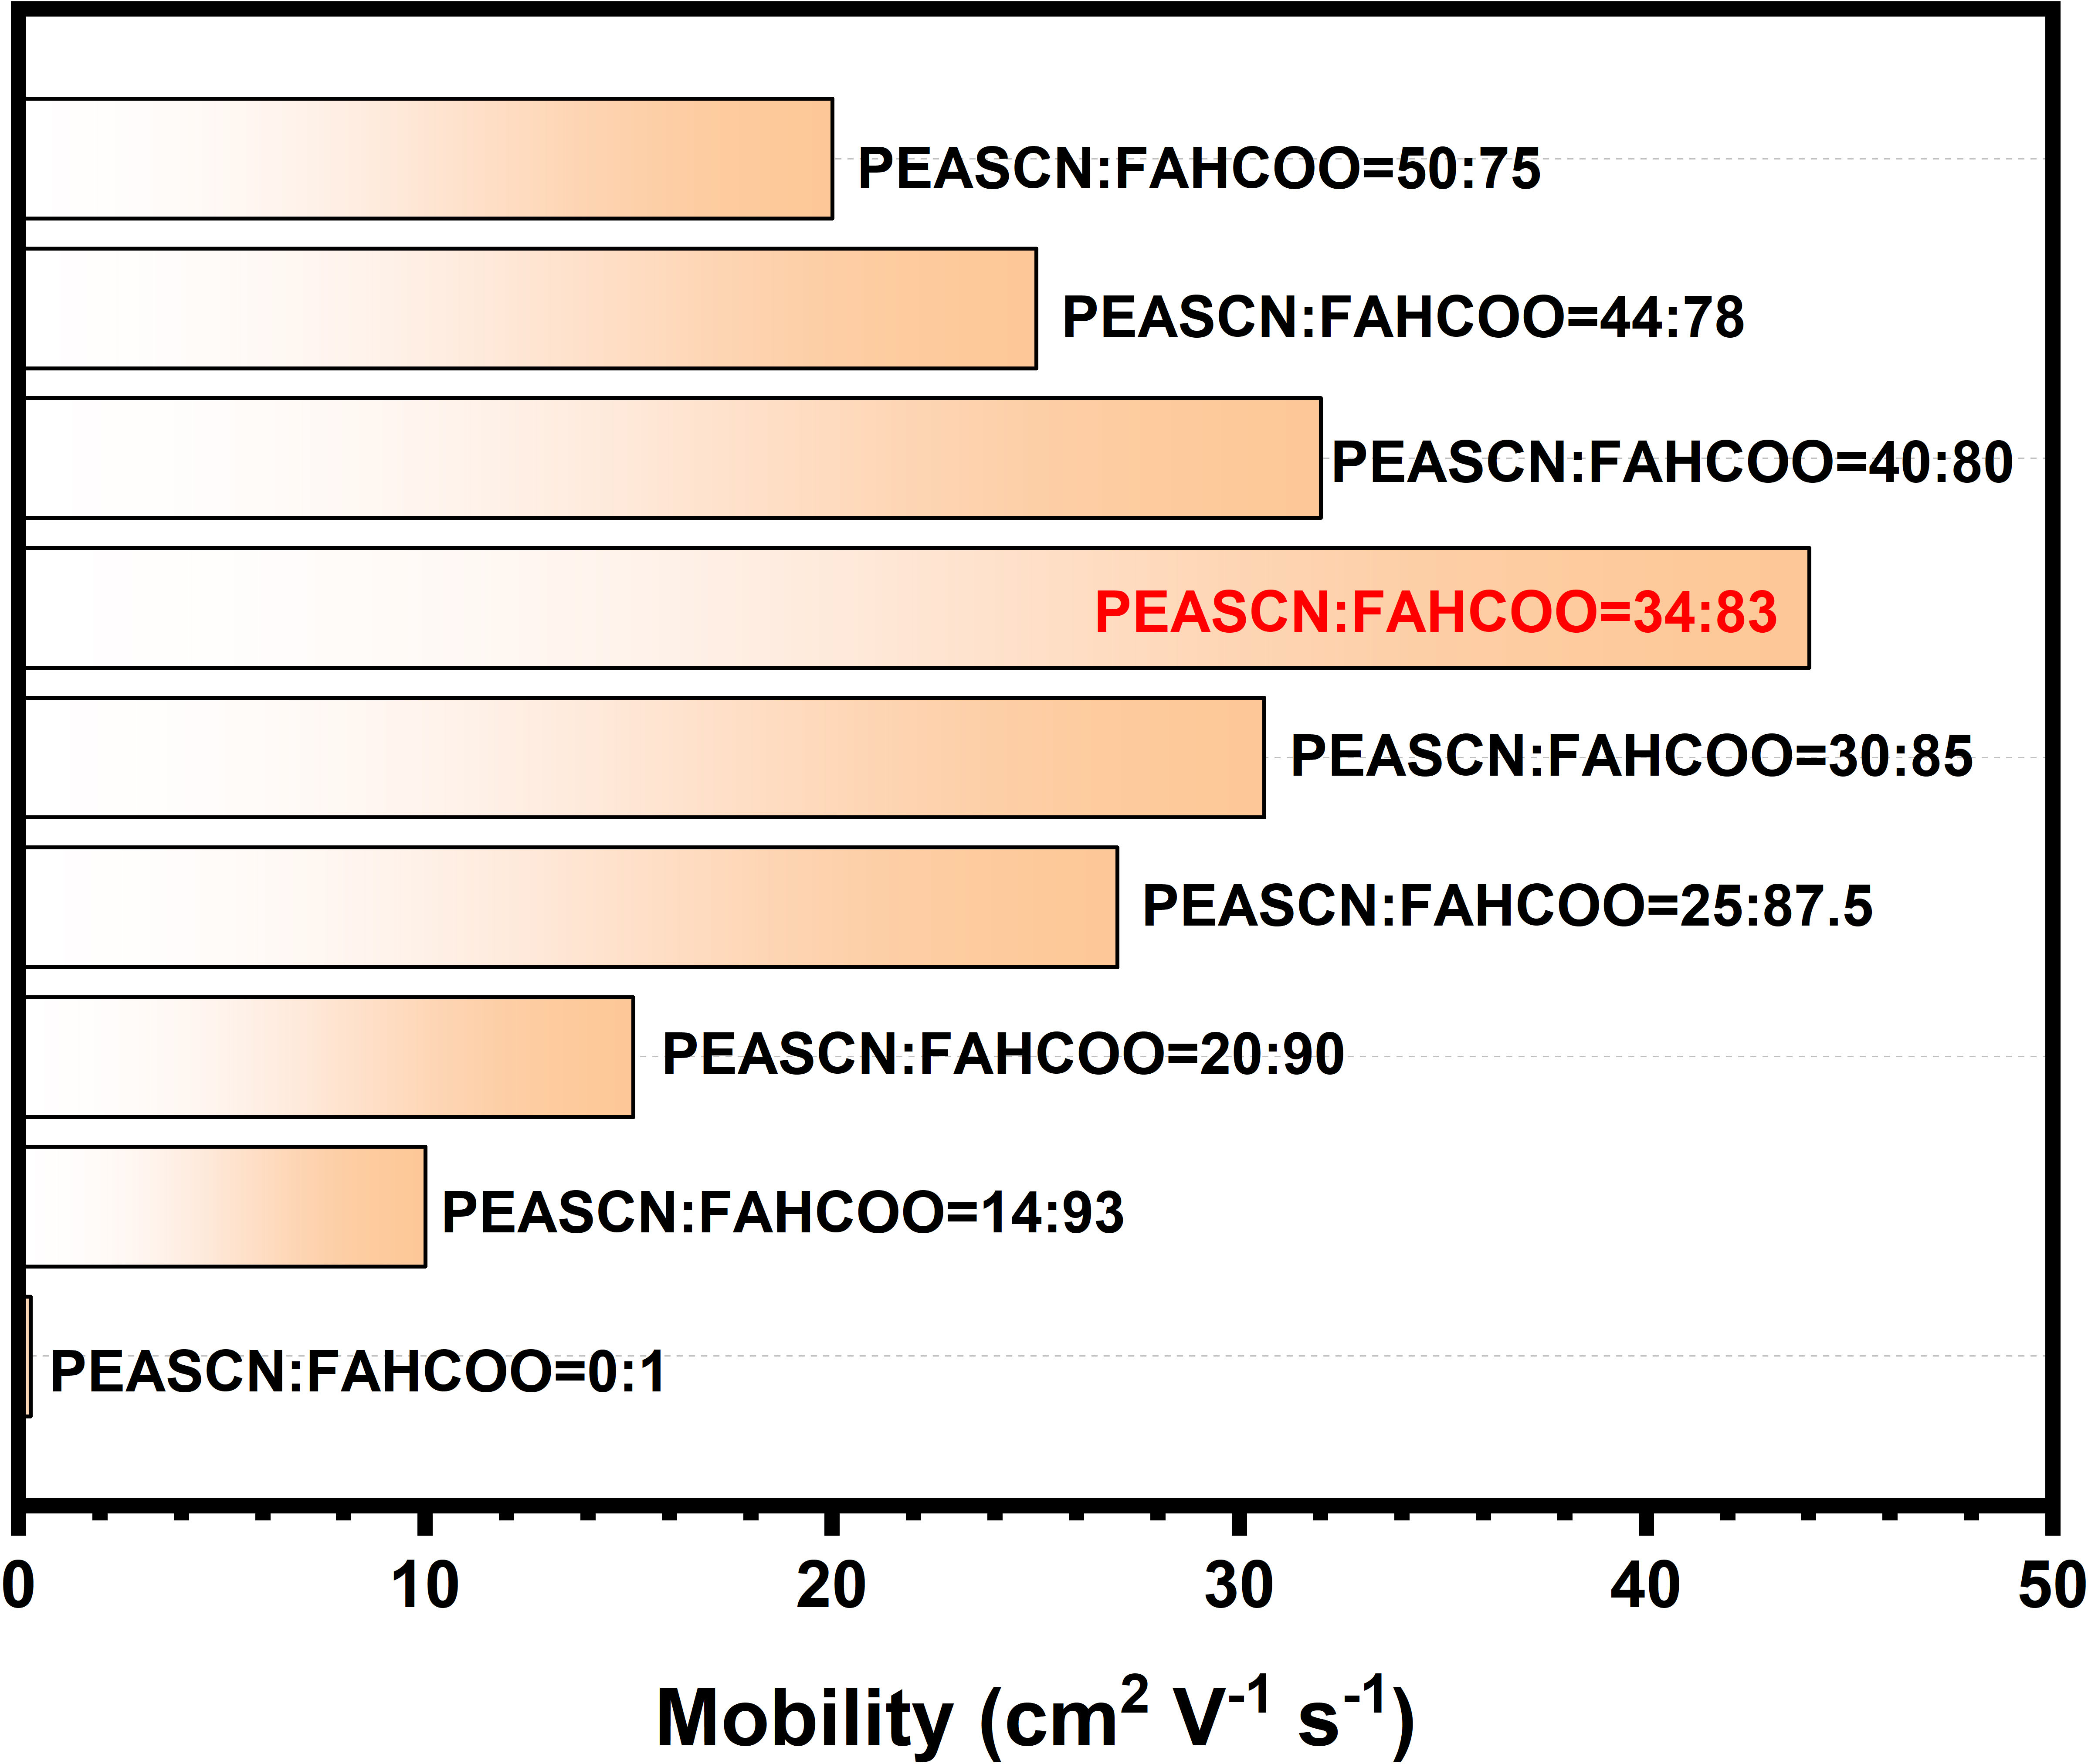 PEASCN:FAHCOO=50:75
PEASCN:FAHCOO=44:78
PEASCN:FAHCOO=40:80
PEASCN:FAHCOO=34:83
PEASCN:FAHCOO=30:85
PEASCN:FAHCOO=25:87.5
PEASCN:FAHCOO=20:90
PEASCN:FAHCOO=14:93
PEASCN:FAHCOO=0:1
0 10 20 30 40 50
Mobility (cm² V⁻¹ s⁻¹)